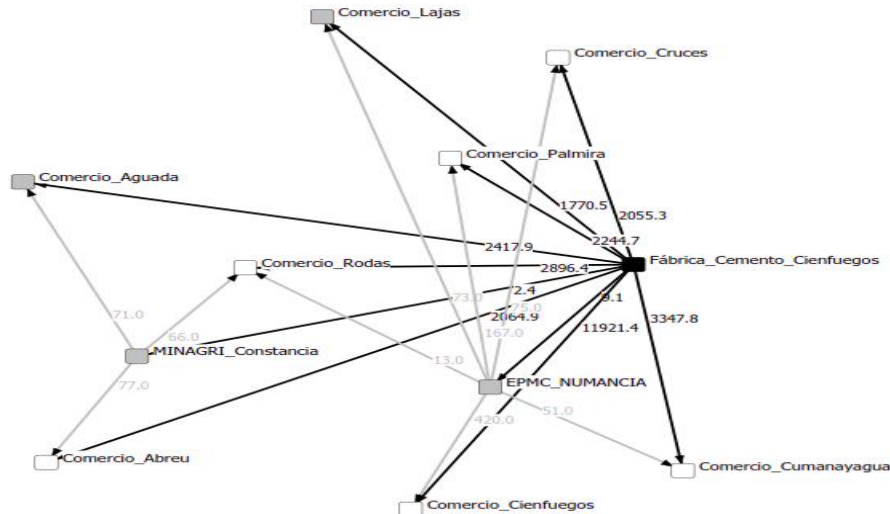 Comercio_Lajas
Comercio_Cruces
Comercio_Palmira
Comercio_Aguada
1770.5
2055.3
2244.7
2417.9
Comercio_Rodas
2896.4
Fábrica_Cemento_Cienfuegos
72.4
73.0
75.0
9.1
71.0
2064.9
3347.8
66.0
167.0
11921.4
MINAGRI_Constancia
13.0
77.0
EPMC_NUMANCIA
51.0
420.0
Comercio_Abreu
Comercio_Cumanayagua
Comercio_Cienfuegos